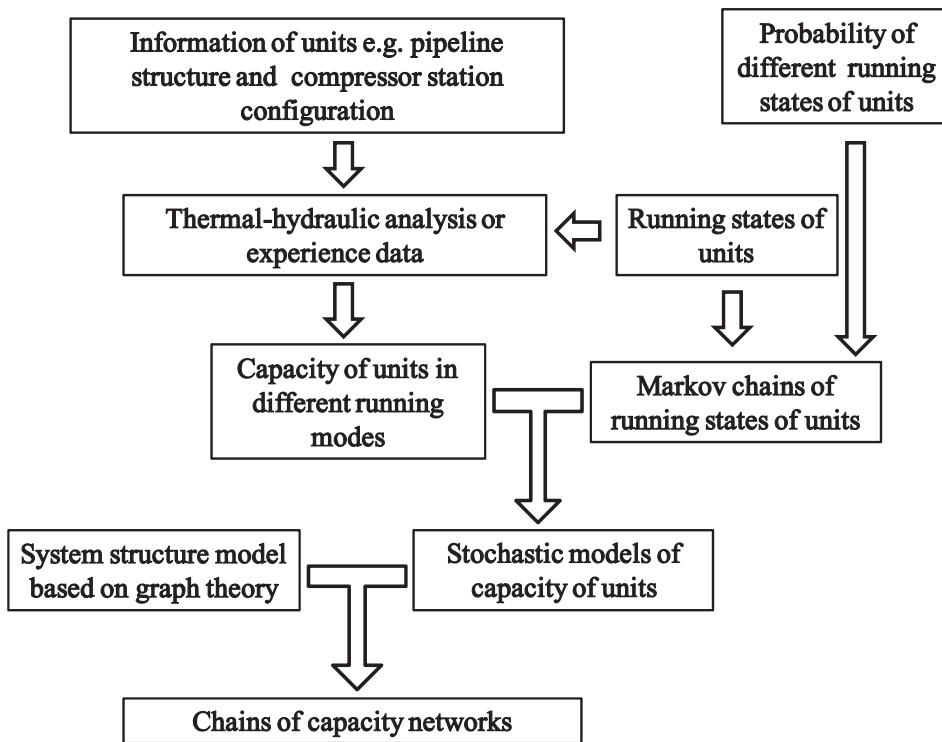 Information of units e.g. pipeline
structure and compressor station
configuration
Probability of
different running
states of units
Thermal-hydraulic analysis or
experience data
Running states of
units
Capacity of units in
different running
modes
Markov chains of
running states of units
System structure model
based on graph theory
Stochastic models of
capacity of units
Chains of capacity networks